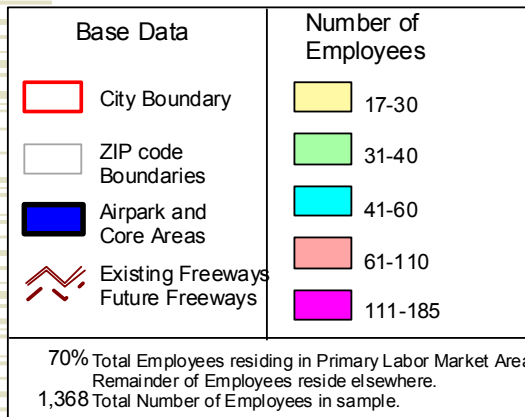 Base Data
City Boundary
ZIP code
Boundaries
Airpark and
Core Areas
Existing Freeways
Future Freeways
Number of
Employees
17-30
31-40
41-60
61-110
111-185
70% Total Employees residing in Primary Labor Market Area
Remainder of Employees reside elsewhere.
1,368 Total Number of Employees in sample.